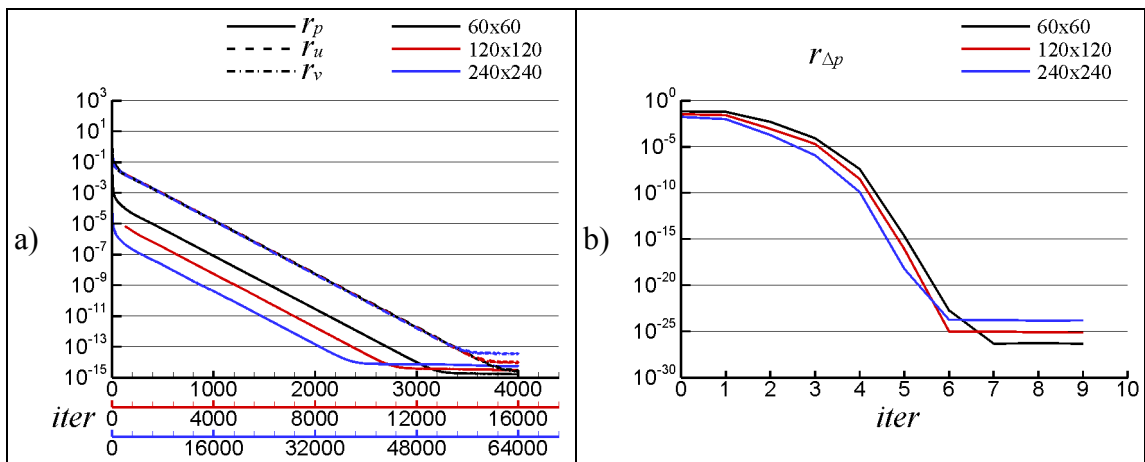 r_p 60x60
r_u 120x120
r_v 240x240
10^3
10^1
10^-1
10^-3
10^-5
a)
10^-7
10^-9
10^-11
10^-13
10^-15
0 1000 2000 3000 4000
iter
0 4000 8000 12000 16000
0 16000 32000 48000 64000
60x60
r_Δp 120x120
240x240
10^0
10^-5
10^-10
b)
10^-15
10^-20
10^-25
10^-30
0 1 2 3 4 5 6 7 8 9 10
iter